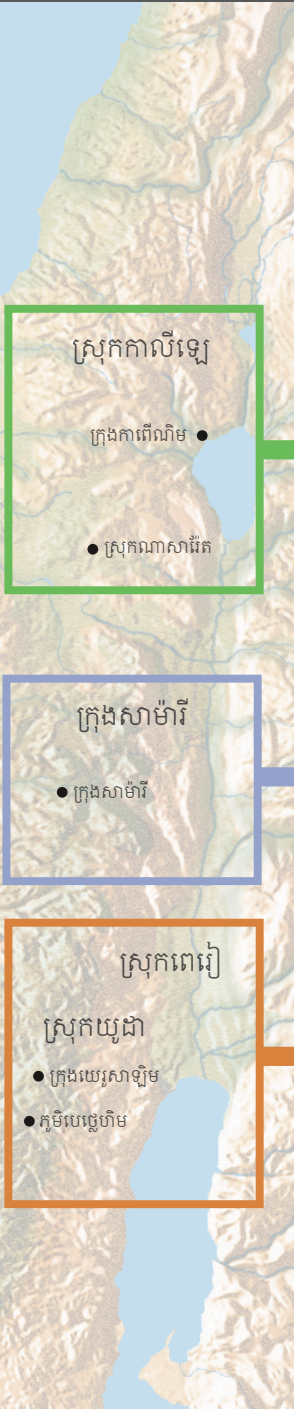 ស្រុកកាលីឡេ
ក្រុងកាពើណិម
ស្រុកណាសារ៉ែត
ក្រុងសាម៉ារី
ក្រុងសាម៉ារី
ស្រុកពេរៀ
ស្រុកយូដា
ក្រុងយេរូសាឡិម
ភូមិបេថ្លេហិម